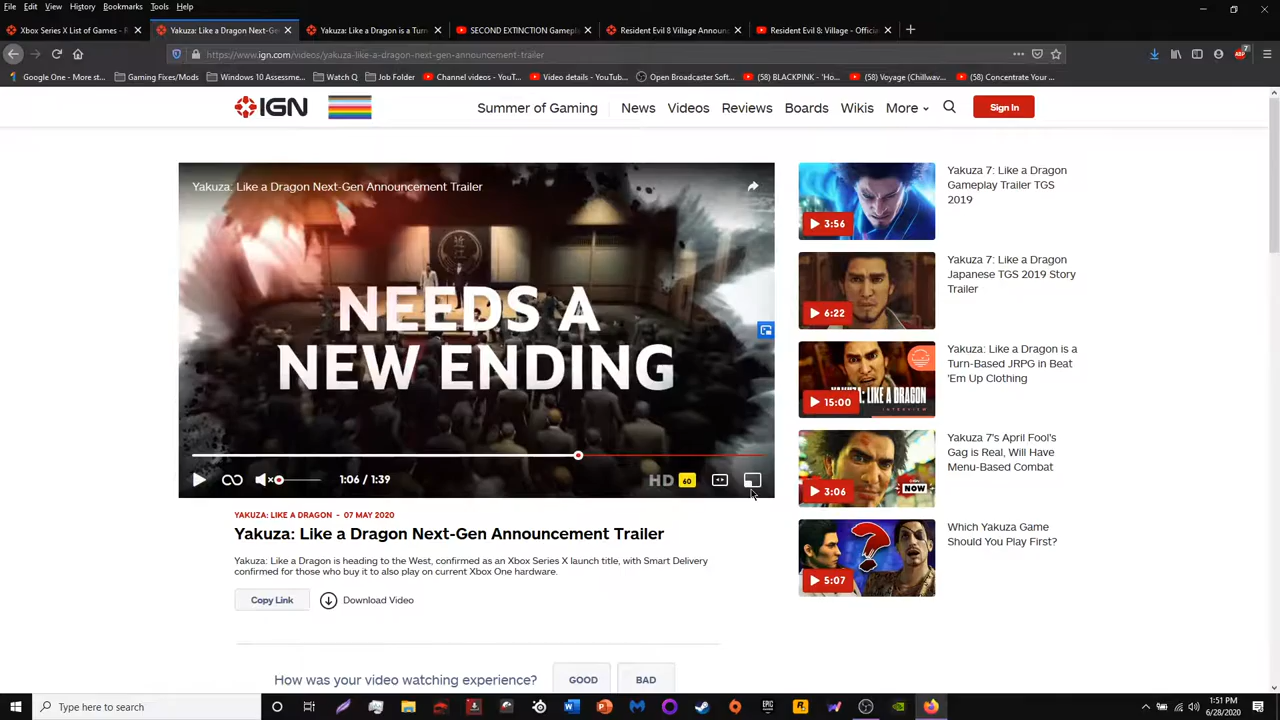 File Edit View History Bookmarks Tools Help
Xbox Series X List of Games - R
Yakuza: Like a Dragon Next-Gen
Yakuza: Like a Dragon is a Turn
SECOND EXTINCTION Gamepl
Resident Evil 8 Village Announc
Resident Evil 8: Village - Offici
https://www.ign.com/videos/yakuza-like-a-dragon-next-gen-announcement-trailer
Google One - More st...
Gaming Fixes/Mods
Windows 10 Assessme...
Watch Q
Job Folder
Channel videos - YouT...
Video details - YouTub...
Open Broadcaster Soft...
(58) BLACKPINK - 'Ho...
(58) Voyage (Chillwav...
(58) Concentrate Your ...
IGN
Summer of Gaming
News
Videos
Reviews
Boards
Wikis
More
Sign In
Yakuza: Like a Dragon Next-Gen Announcement Trailer
NEEDS A
NEW ENDING
1:06 / 1:39
HD 60
YAKUZA: LIKE A DRAGON - 07 MAY 2020
Yakuza: Like a Dragon Next-Gen Announcement Trailer
Yakuza: Like a Dragon is heading to the West, confirmed as an Xbox Series X launch title, with Smart Delivery
confirmed for those who buy it to also play on current Xbox One hardware.
Copy Link
Download Video
How was your video watching experience?
GOOD
BAD
3:56
Yakuza 7: Like a Dragon
Gameplay Trailer TGS
2019
6:22
Yakuza 7: Like a Dragon
Japanese TGS 2019 Story
Trailer
15:00
Yakuza: Like a Dragon is a
Turn-Based JRPG in Beat
'Em Up Clothing
3:06
NOW
Yakuza 7's April Fool's
Gag is Real, Will Have
Menu-Based Combat
5:07
Which Yakuza Game
Should You Play First?
Type here to search
1:51 PM
6/28/2020